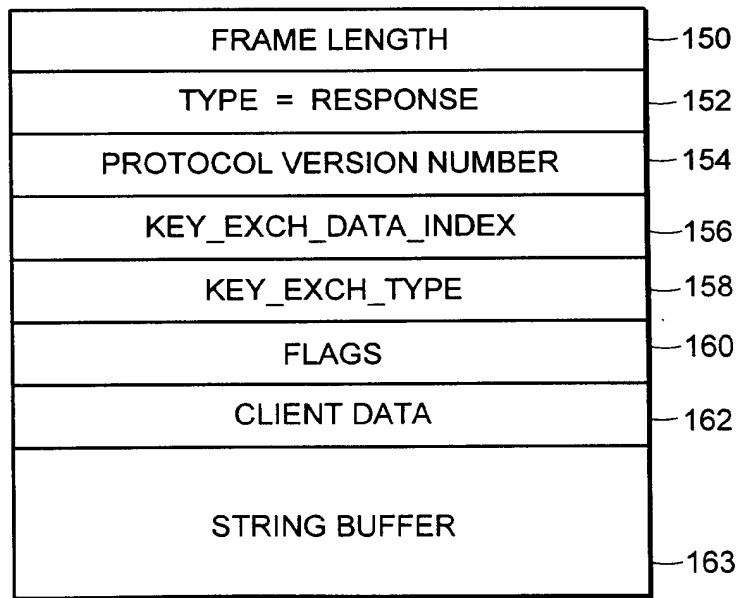 FRAME LENGTH 150
TYPE = RESPONSE 152
PROTOCOL VERSION NUMBER 154
KEY_EXCH_DATA_INDEX 156
KEY_EXCH_TYPE 158
FLAGS 160
CLIENT DATA 162
STRING BUFFER
163